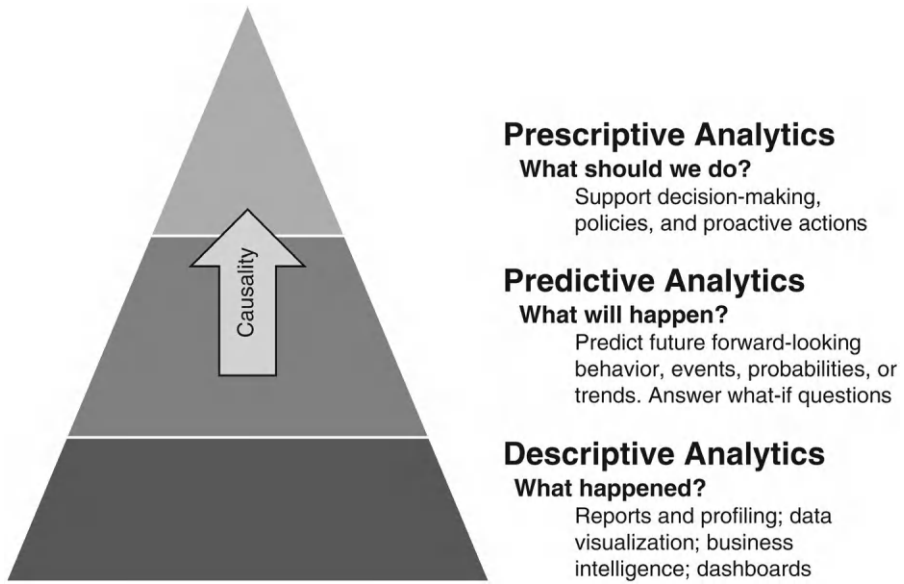 Causality
Prescriptive Analytics
What should we do?
Support decision-making,
policies, and proactive actions
Predictive Analytics
What will happen?
Predict future forward-looking
behavior, events, probabilities, or
trends. Answer what-if questions
Descriptive Analytics
What happened?
Reports and profiling; data
visualization; business
intelligence; dashboards